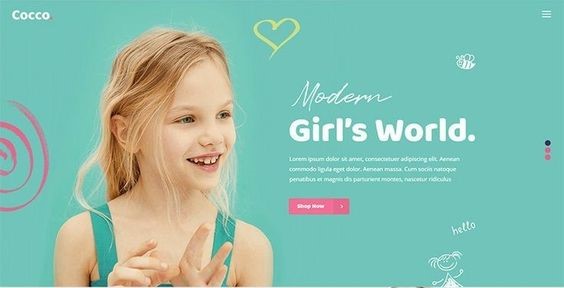 Cocco.
Modern
Girl's World.
Lorem ipsum dolor sit amet, consectetuer adipiscing elit. Aenean
commodo ligula eget dolor. Aenean massa. Cum sociis natoque
penatibus et magnis dis parturient montes, nascetur ridiculus
Shop Now
hello